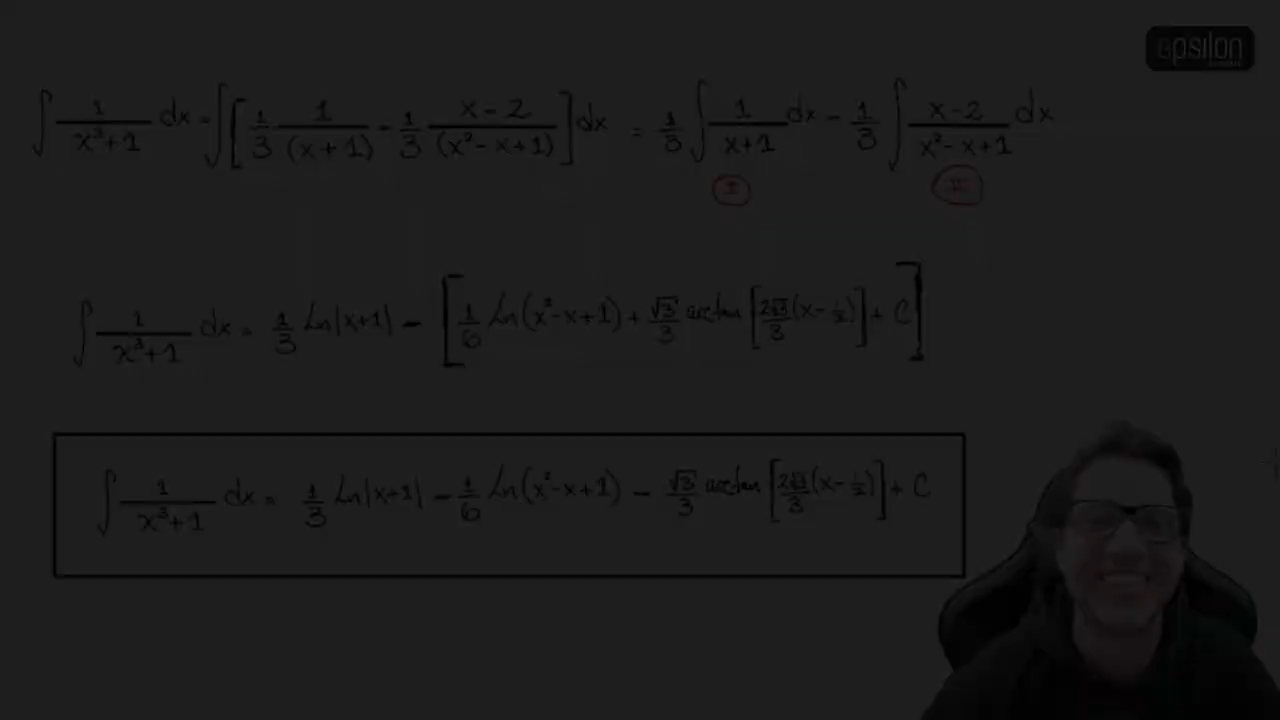 epsilon
∫ 1/(x³+1) dx = ∫ [ 1/3 1/(x+1) - 1/3 (x-2)/(x²-x+1) ] dx = 1/3 ∫ 1/(x+1) dx - 1/3 ∫ (x-2)/(x²-x+1) dx
I II
∫ 1/(x³+1) dx = 1/3 Ln|x+1| - [ 1/6 Ln(x²-x+1) + √3/3 arctan [ 2√3/3 (x-1/2) ] + C ]
∫ 1/(x³+1) dx = 1/3 Ln|x+1| - 1/6 Ln(x²-x+1) - √3/3 arctan [ 2√3/3 (x-1/2) ] + C